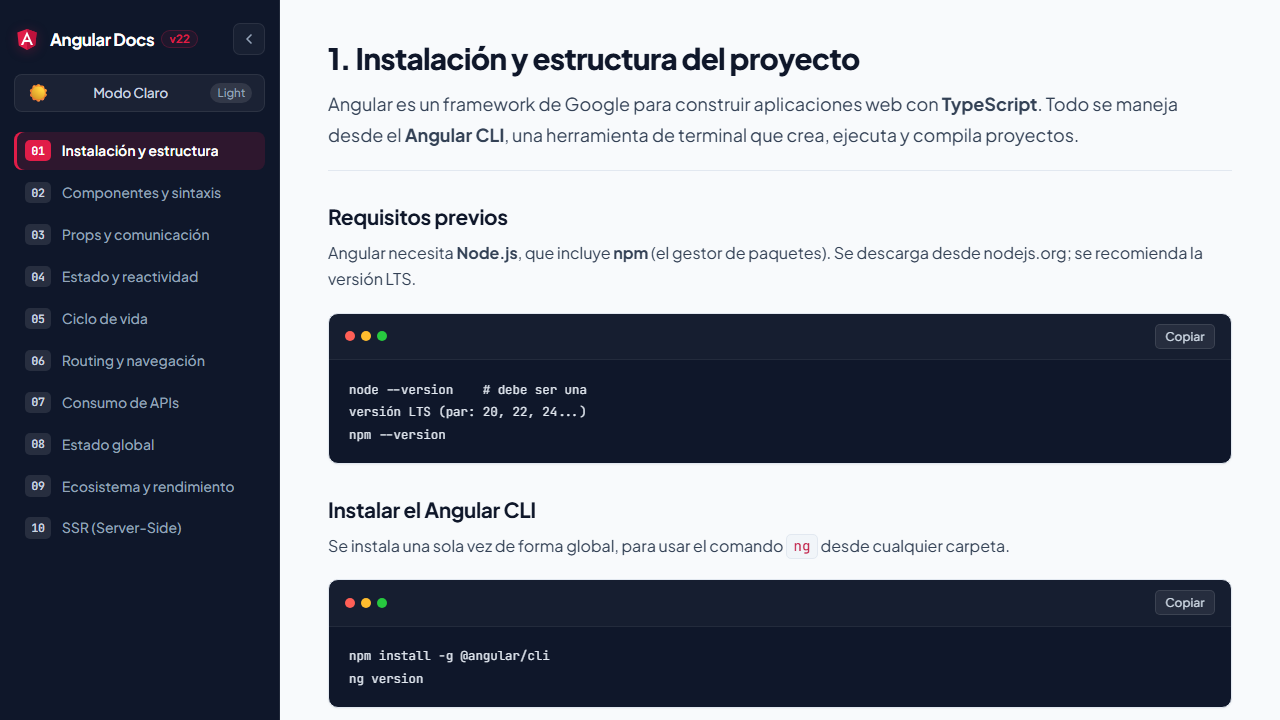 Angular Docs v22
Modo Claro Light
01 Instalación y estructura
02 Componentes y sintaxis
03 Props y comunicación
04 Estado y reactividad
05 Ciclo de vida
06 Routing y navegación
07 Consumo de APIs
08 Estado global
09 Ecosistema y rendimiento
10 SSR (Server-Side)
1. Instalación y estructura del proyecto
Angular es un framework de Google para construir aplicaciones web con TypeScript. Todo se maneja
desde el Angular CLI, una herramienta de terminal que crea, ejecuta y compila proyectos.
Requisitos previos
Angular necesita Node.js, que incluye npm (el gestor de paquetes). Se descarga desde nodejs.org; se recomienda la
versión LTS.
Copiar
node --version    # debe ser una
versión LTS (par: 20, 22, 24...)
npm --version
Instalar el Angular CLI
Se instala una sola vez de forma global, para usar el comando ng desde cualquier carpeta.
Copiar
npm install -g @angular/cli
ng version